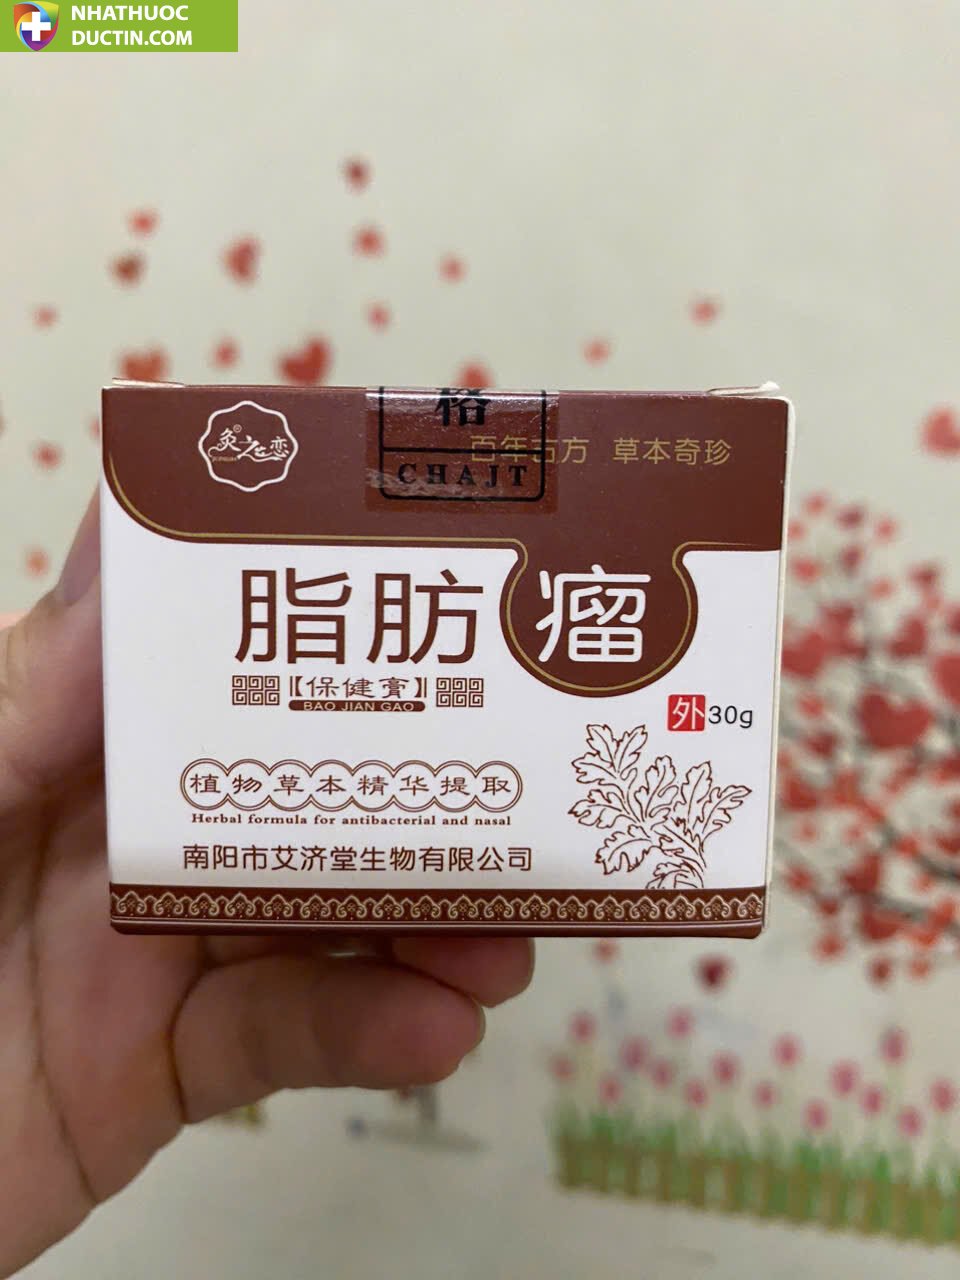 NHATHUOC
DUCTIN.COM
灸之恋
格
CHAJT
百年古方 草本奇珍
脂肪瘤
【保健膏】
BAO JIAN GAO
外30g
植物草本精华提取
Herbal formula for antibacterial and nasal
南阳市艾济堂生物有限公司